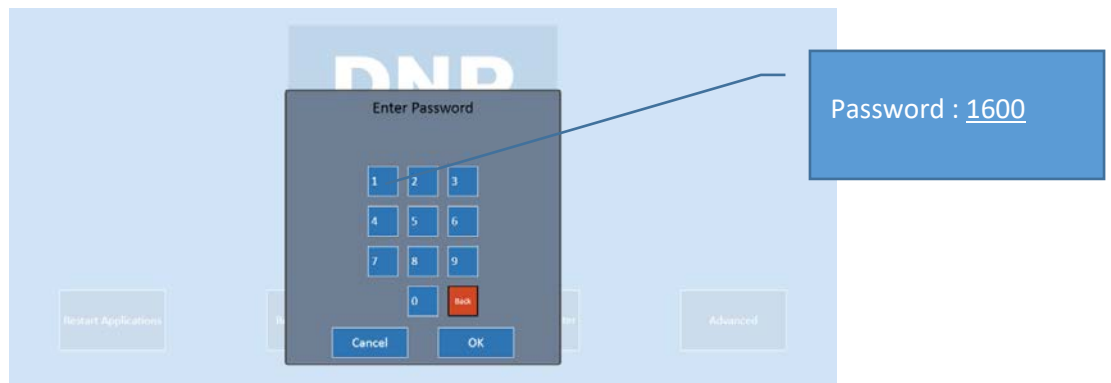 DNP
Enter Password
Password : 1600
1 2 3
4 5 6
7 8 9
0 Back
Restart Applications
Advanced
Cancel OK